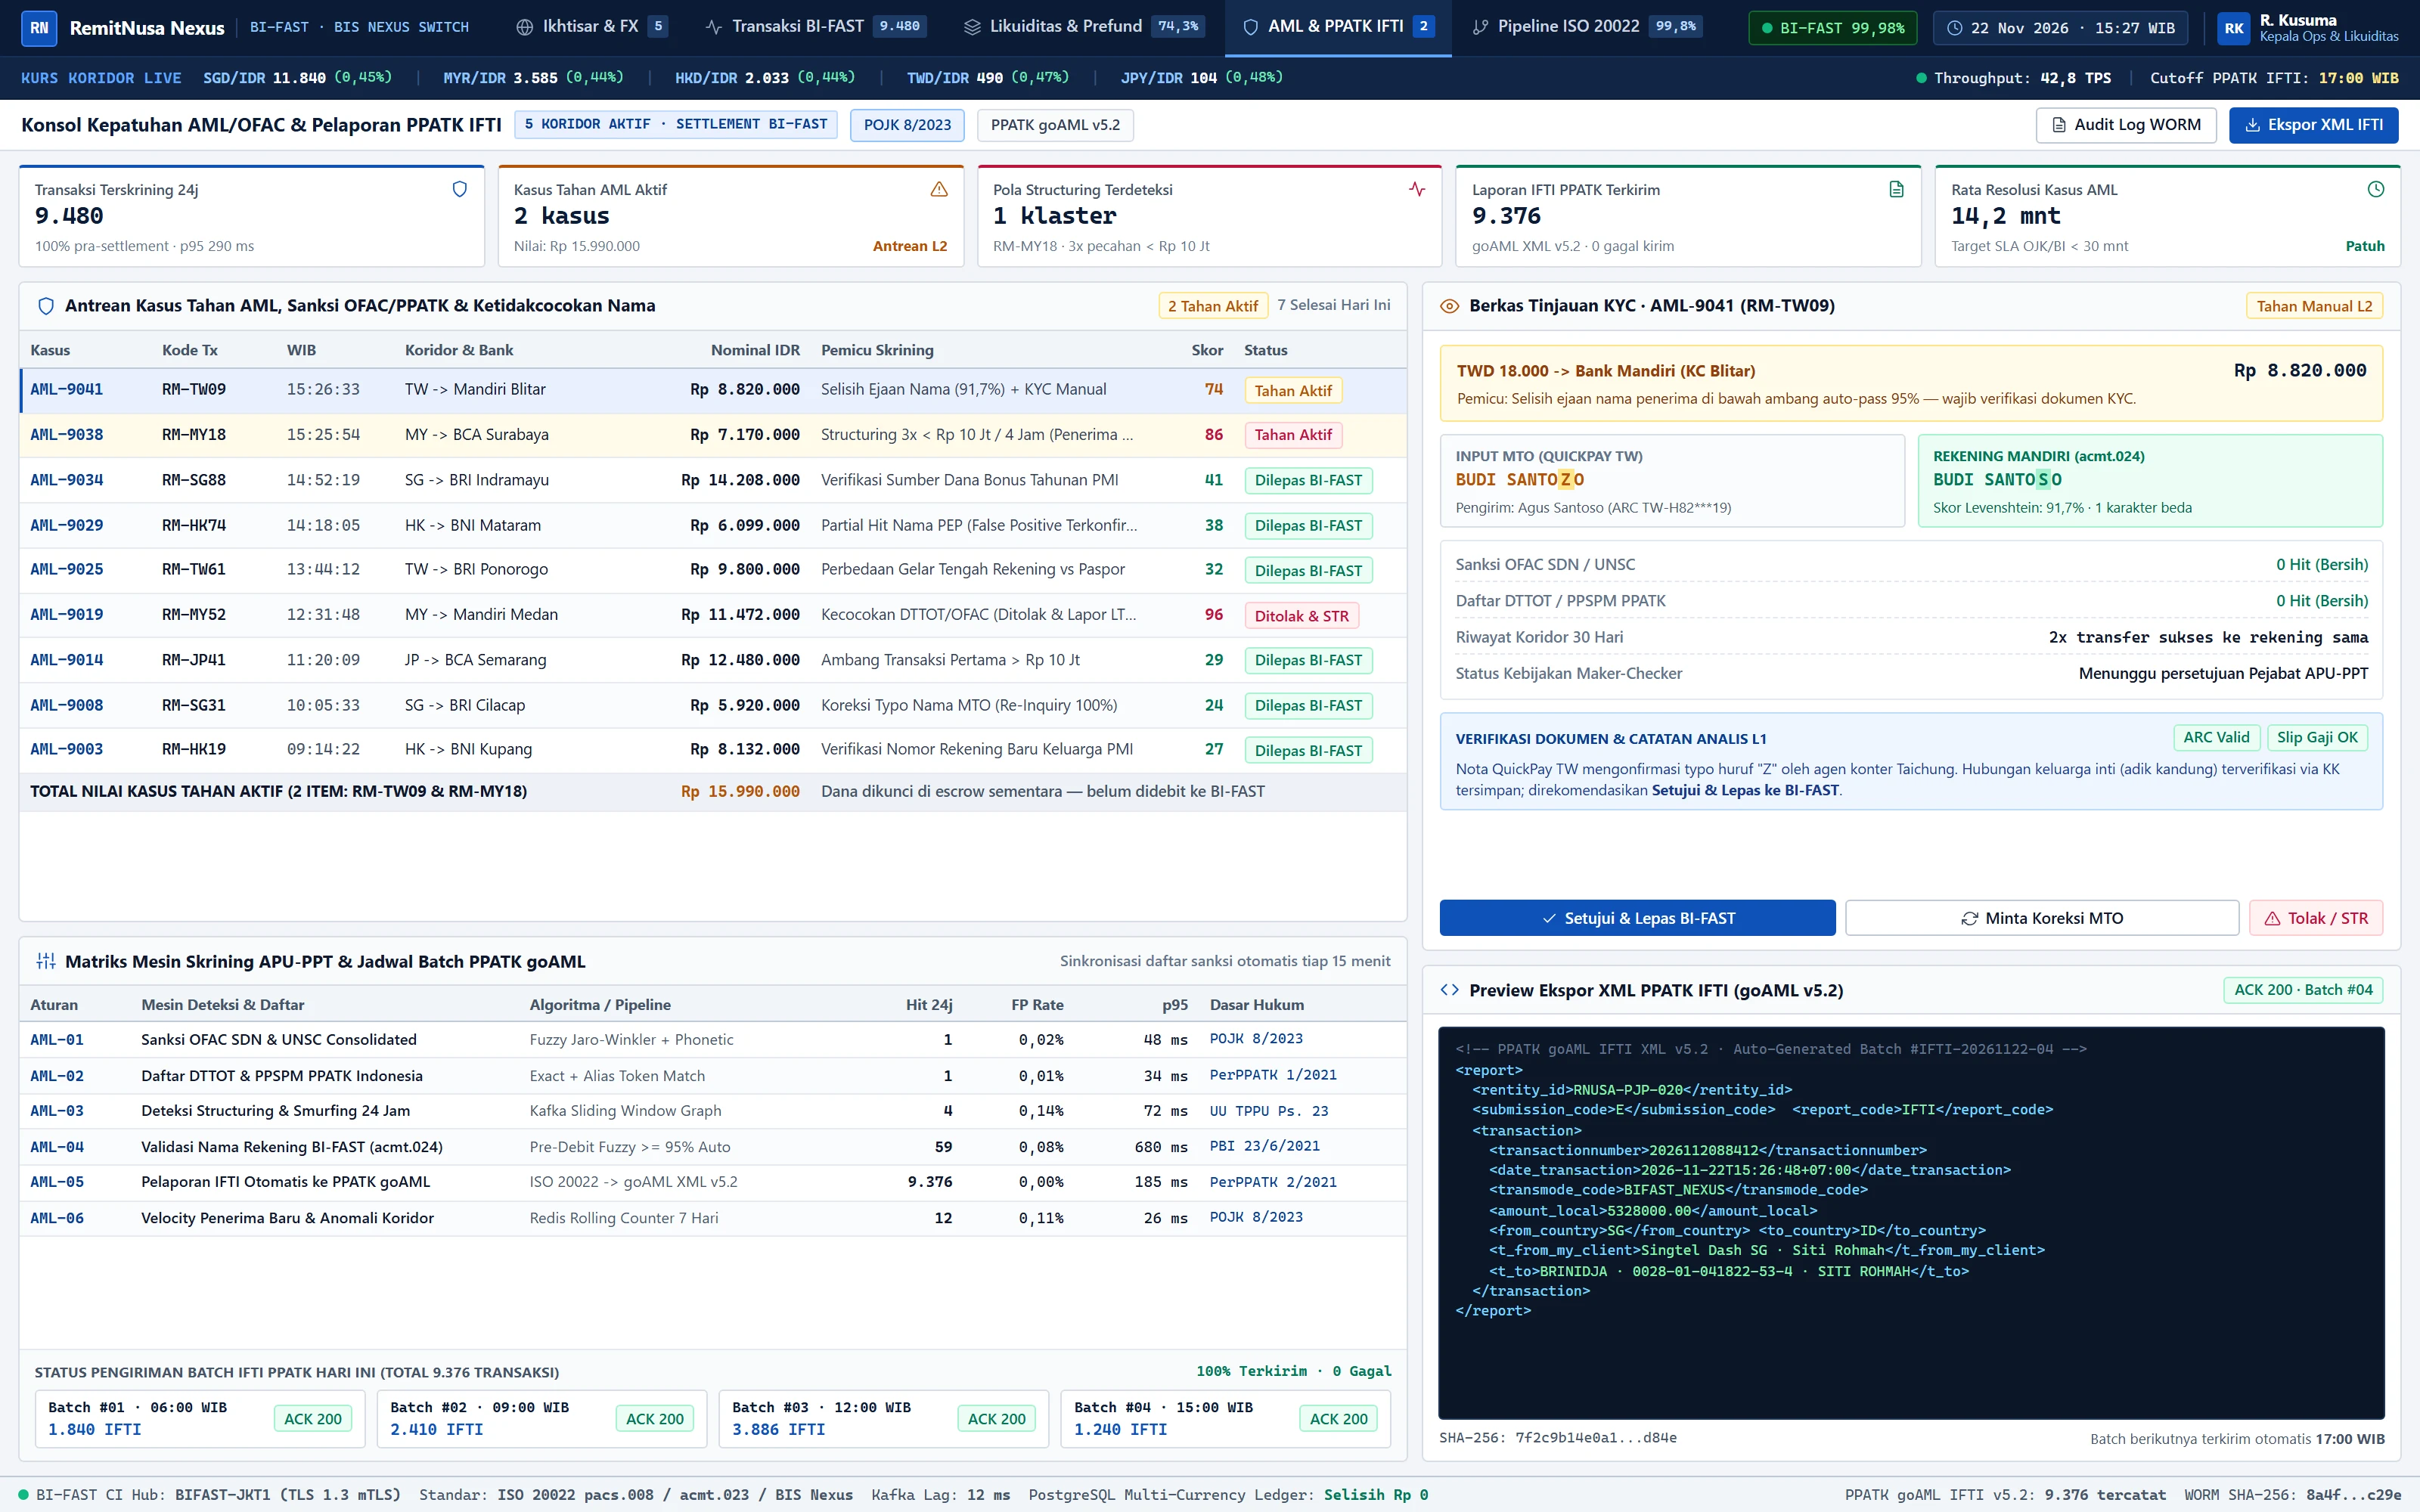 RN RemitNusa Nexus BI-FAST · BIS NEXUS SWITCH Ikhtisar & FX 5 Transaksi BI-FAST 9.480 Likuiditas & Prefund 74,3% AML & PPATK IFTI 2 Pipeline ISO 20022 99,8% BI-FAST 99,98% 22 Nov 2026 · 15:27 WIB RK R. Kusuma
Kepala Ops & Likuiditas
KURS KORIDOR LIVE SGD/IDR 11.840 (0,45%) | MYR/IDR 3.585 (0,44%) | HKD/IDR 2.033 (0,44%) | TWD/IDR 490 (0,47%) | JPY/IDR 104 (0,48%) Throughput: 42,8 TPS | Cutoff PPATK IFTI: 17:00 WIB
Konsol Kepatuhan AML/OFAC & Pelaporan PPATK IFTI 5 KORIDOR AKTIF · SETTLEMENT BI-FAST POJK 8/2023 PPATK goAML v5.2 Audit Log WORM Ekspor XML IFTI
Transaksi Terskrining 24j
9.480
100% pra-settlement · p95 290 ms
Kasus Tahan AML Aktif
2 kasus
Nilai: Rp 15.990.000 Antrean L2
Pola Structuring Terdeteksi
1 klaster
RM-MY18 · 3x pecahan < Rp 10 Jt
Laporan IFTI PPATK Terkirim
9.376
goAML XML v5.2 · 0 gagal kirim
Rata Resolusi Kasus AML
14,2 mnt
Target SLA OJK/BI < 30 mnt Patuh
Antrean Kasus Tahan AML, Sanksi OFAC/PPATK & Ketidakcocokan Nama 2 Tahan Aktif 7 Selesai Hari Ini
Kasus Kode Tx WIB Koridor & Bank Nominal IDR Pemicu Skrining Skor Status
AML-9041 RM-TW09 15:26:33 TW -> Mandiri Blitar Rp 8.820.000 Selisih Ejaan Nama (91,7%) + KYC Manual 74 Tahan Aktif
AML-9038 RM-MY18 15:25:54 MY -> BCA Surabaya Rp 7.170.000 Structuring 3x < Rp 10 Jt / 4 Jam (Penerima ... 86 Tahan Aktif
AML-9034 RM-SG88 14:52:19 SG -> BRI Indramayu Rp 14.208.000 Verifikasi Sumber Dana Bonus Tahunan PMI 41 Dilepas BI-FAST
AML-9029 RM-HK74 14:18:05 HK -> BNI Mataram Rp 6.099.000 Partial Hit Nama PEP (False Positive Terkonfir... 38 Dilepas BI-FAST
AML-9025 RM-TW61 13:44:12 TW -> BRI Ponorogo Rp 9.800.000 Perbedaan Gelar Tengah Rekening vs Paspor 32 Dilepas BI-FAST
AML-9019 RM-MY52 12:31:48 MY -> Mandiri Medan Rp 11.472.000 Kecocokan DTTOT/OFAC (Ditolak & Lapor LT... 96 Ditolak & STR
AML-9014 RM-JP41 11:20:09 JP -> BCA Semarang Rp 12.480.000 Ambang Transaksi Pertama > Rp 10 Jt 29 Dilepas BI-FAST
AML-9008 RM-SG31 10:05:33 SG -> BRI Cilacap Rp 5.920.000 Koreksi Typo Nama MTO (Re-Inquiry 100%) 24 Dilepas BI-FAST
AML-9003 RM-HK19 09:14:22 HK -> BNI Kupang Rp 8.132.000 Verifikasi Nomor Rekening Baru Keluarga PMI 27 Dilepas BI-FAST
TOTAL NILAI KASUS TAHAN AKTIF (2 ITEM: RM-TW09 & RM-MY18) Rp 15.990.000 Dana dikunci di escrow sementara — belum didebit ke BI-FAST
Berkas Tinjauan KYC · AML-9041 (RM-TW09) Tahan Manual L2
TWD 18.000 -> Bank Mandiri (KC Blitar) Rp 8.820.000
Pemicu: Selisih ejaan nama penerima di bawah ambang auto-pass 95% — wajib verifikasi dokumen KYC.
INPUT MTO (QUICKPAY TW)
BUDI SANTOZO
Pengirim: Agus Santoso (ARC TW-H82***19)
REKENING MANDIRI (acmt.024)
BUDI SANTOSO
Skor Levenshtein: 91,7% · 1 karakter beda
Sanksi OFAC SDN / UNSC 0 Hit (Bersih)
Daftar DTTOT / PPSPM PPATK 0 Hit (Bersih)
Riwayat Koridor 30 Hari 2x transfer sukses ke rekening sama
Status Kebijakan Maker-Checker Menunggu persetujuan Pejabat APU-PPT
VERIFIKASI DOKUMEN & CATATAN ANALIS L1 ARC Valid Slip Gaji OK
Nota QuickPay TW mengonfirmasi typo huruf "Z" oleh agen konter Taichung. Hubungan keluarga inti (adik kandung) terverifikasi via KK
tersimpan; direkomendasikan Setujui & Lepas ke BI-FAST.
Setujui & Lepas BI-FAST Minta Koreksi MTO Tolak / STR
Matriks Mesin Skrining APU-PPT & Jadwal Batch PPATK goAML Sinkronisasi daftar sanksi otomatis tiap 15 menit
Aturan Mesin Deteksi & Daftar Algoritma / Pipeline Hit 24j FP Rate p95 Dasar Hukum
AML-01 Sanksi OFAC SDN & UNSC Consolidated Fuzzy Jaro-Winkler + Phonetic 1 0,02% 48 ms POJK 8/2023
AML-02 Daftar DTTOT & PPSPM PPATK Indonesia Exact + Alias Token Match 1 0,01% 34 ms PerPPATK 1/2021
AML-03 Deteksi Structuring & Smurfing 24 Jam Kafka Sliding Window Graph 4 0,14% 72 ms UU TPPU Ps. 23
AML-04 Validasi Nama Rekening BI-FAST (acmt.024) Pre-Debit Fuzzy >= 95% Auto 59 0,08% 680 ms PBI 23/6/2021
AML-05 Pelaporan IFTI Otomatis ke PPATK goAML ISO 20022 -> goAML XML v5.2 9.376 0,00% 185 ms PerPPATK 2/2021
AML-06 Velocity Penerima Baru & Anomali Koridor Redis Rolling Counter 7 Hari 12 0,11% 26 ms POJK 8/2023
STATUS PENGIRIMAN BATCH IFTI PPATK HARI INI (TOTAL 9.376 TRANSAKSI) 100% Terkirim · 0 Gagal
Batch #01 · 06:00 WIB
1.840 IFTI ACK 200
Batch #02 · 09:00 WIB
2.410 IFTI ACK 200
Batch #03 · 12:00 WIB
3.886 IFTI ACK 200
Batch #04 · 15:00 WIB
1.240 IFTI ACK 200
Preview Ekspor XML PPATK IFTI (goAML v5.2) ACK 200 · Batch #04
<!-- PPATK goAML IFTI XML v5.2 · Auto-Generated Batch #IFTI-20261122-04 -->
<report>
<rentity_id>RNUSA-PJP-020</rentity_id>
<submission_code>E</submission_code> <report_code>IFTI</report_code>
<transaction>
<transactionnumber>2026112088412</transactionnumber>
<date_transaction>2026-11-22T15:26:48+07:00</date_transaction>
<transmode_code>BIFAST_NEXUS</transmode_code>
<amount_local>5328000.00</amount_local>
<from_country>SG</from_country> <to_country>ID</to_country>
<t_from_my_client>Singtel Dash SG · Siti Rohmah</t_from_my_client>
<t_to>BRINIDJA · 0028-01-041822-53-4 · SITI ROHMAH</t_to>
</transaction>
</report>
SHA-256: 7f2c9b14e0a1...d84e Batch berikutnya terkirim otomatis 17:00 WIB
BI-FAST CI Hub: BIFAST-JKT1 (TLS 1.3 mTLS) Standar: ISO 20022 pacs.008 / acmt.023 / BIS Nexus Kafka Lag: 12 ms PostgreSQL Multi-Currency Ledger: Selisih Rp 0 PPATK goAML IFTI v5.2: 9.376 tercatat WORM SHA-256: 8a4f...c29e